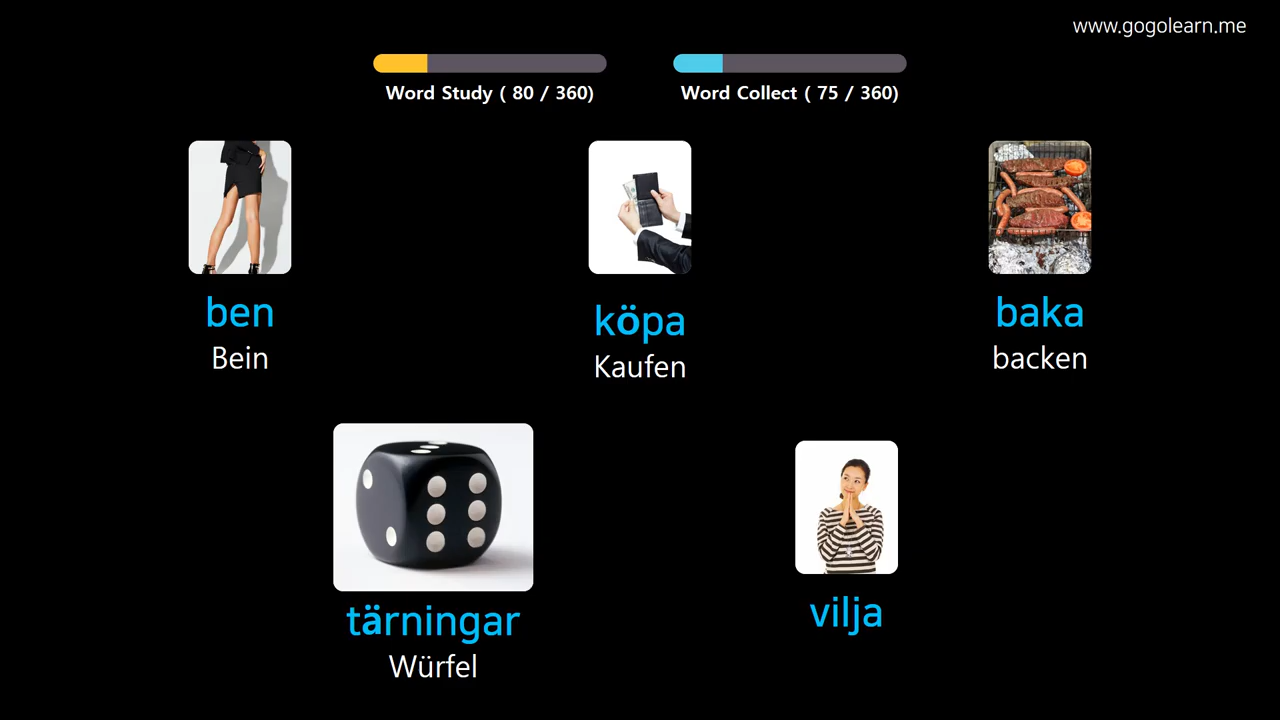 www.gogolearn.me
Word Study ( 80 / 360)
Word Collect ( 75 / 360)
ben
Bein
köpa
Kaufen
baka
backen
tärningar
Würfel
vilja